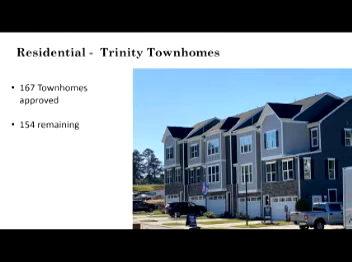 Residential - Trinity Townhomes
• 167 Townhomes
approved
• 154 remaining